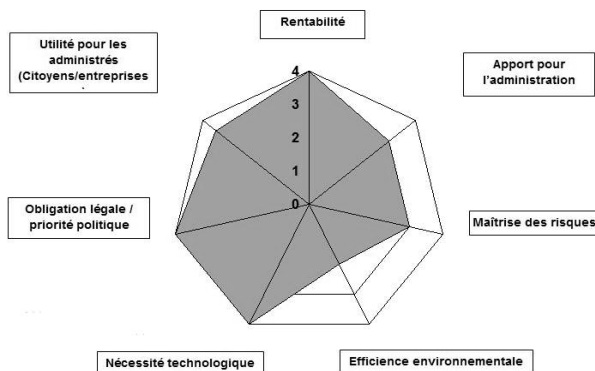 Rentabilité
Utilité pour les
administrés
(Citoyens/entreprises
Apport pour
l'administration
4
3
2
1
0
Obligation légale /
priorité politique
Maîtrise des risques
Nécessité technologique
Efficience environnementale